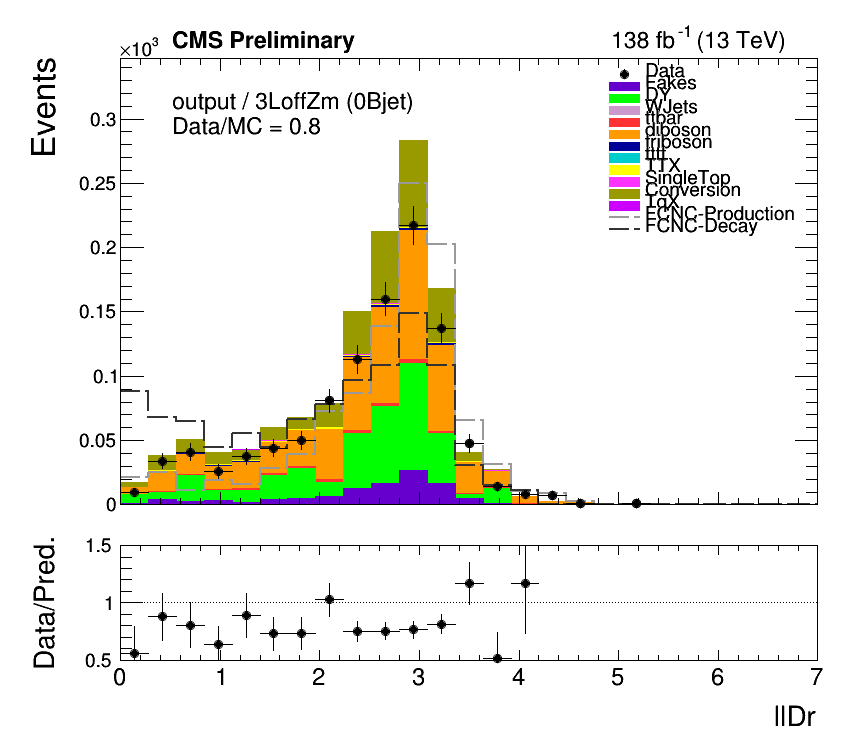 ×10³ CMS Preliminary 138 fb⁻¹ (13 TeV)
Events
output / 3LoffZm (0Bjet)
Data/MC = 0.8
Data
Fakes
DY
WJets
ttbar
diboson
triboson
tttt
TTX
SingleTop
Conversion
TqX
FCNC-Production
FCNC-Decay
0.3
0.25
0.2
0.15
0.1
0.05
0
Data/Pred.
1.5
1
0.5
0 1 2 3 4 5 6 7
llDr